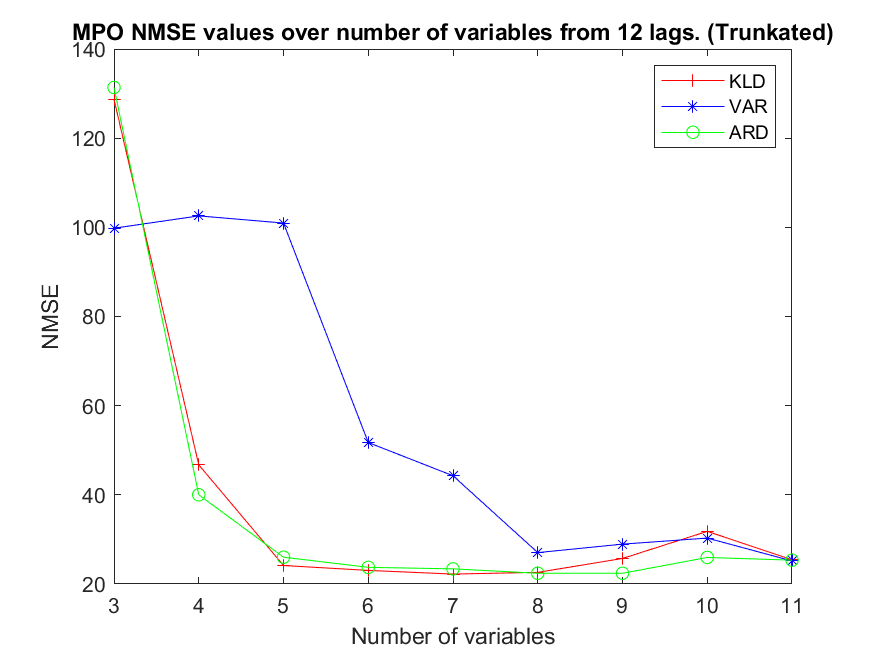 MPO NMSE values over number of variables from 12 lags. (Trunkated)
140
120
100
80
60
40
20
NMSE
KLD
VAR
ARD
3 4 5 6 7 8 9 10 11
Number of variables